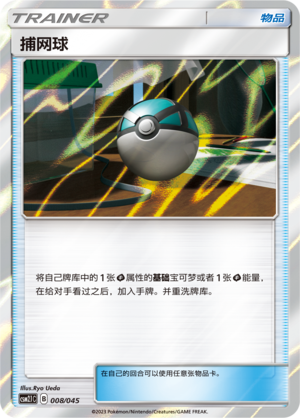 TRAINER 物品
捕网球
将自己牌库中的1张属性的基础宝可梦或者1张能量，
在给对手看过之后，加入手牌。并重洗牌库。
在自己的回合可以使用任意张物品卡。
Illus.Ryo Ueda
B 008/045
©2023 Pokémon/Nintendo/Creatures/GAME FREAK.